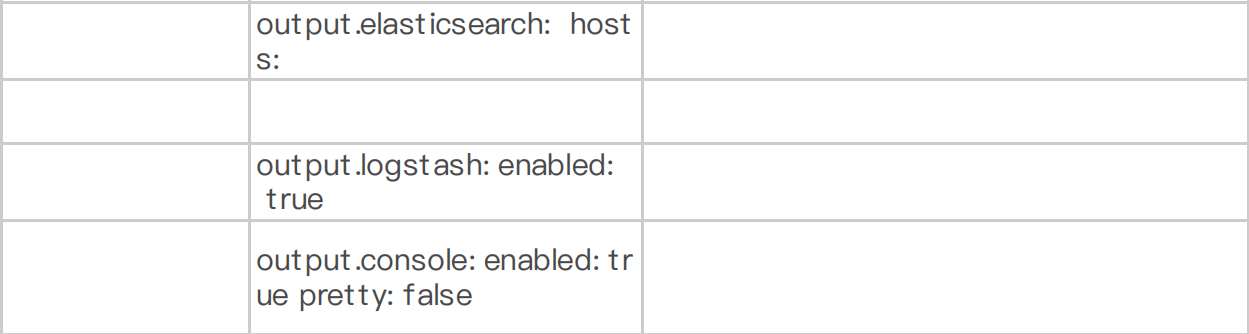 output.elasticsearch: host
s:
output.logstash: enabled:
true
output.console: enabled: tr
ue pretty: false